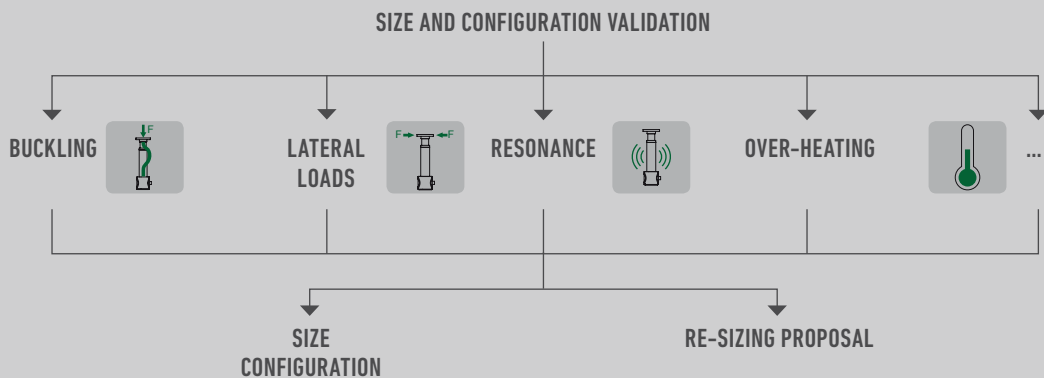 SIZE AND CONFIGURATION VALIDATION
BUCKLING
F
LATERAL
LOADS
F
F
RESONANCE
OVER-HEATING
...
SIZE
CONFIGURATION
RE-SIZING PROPOSAL